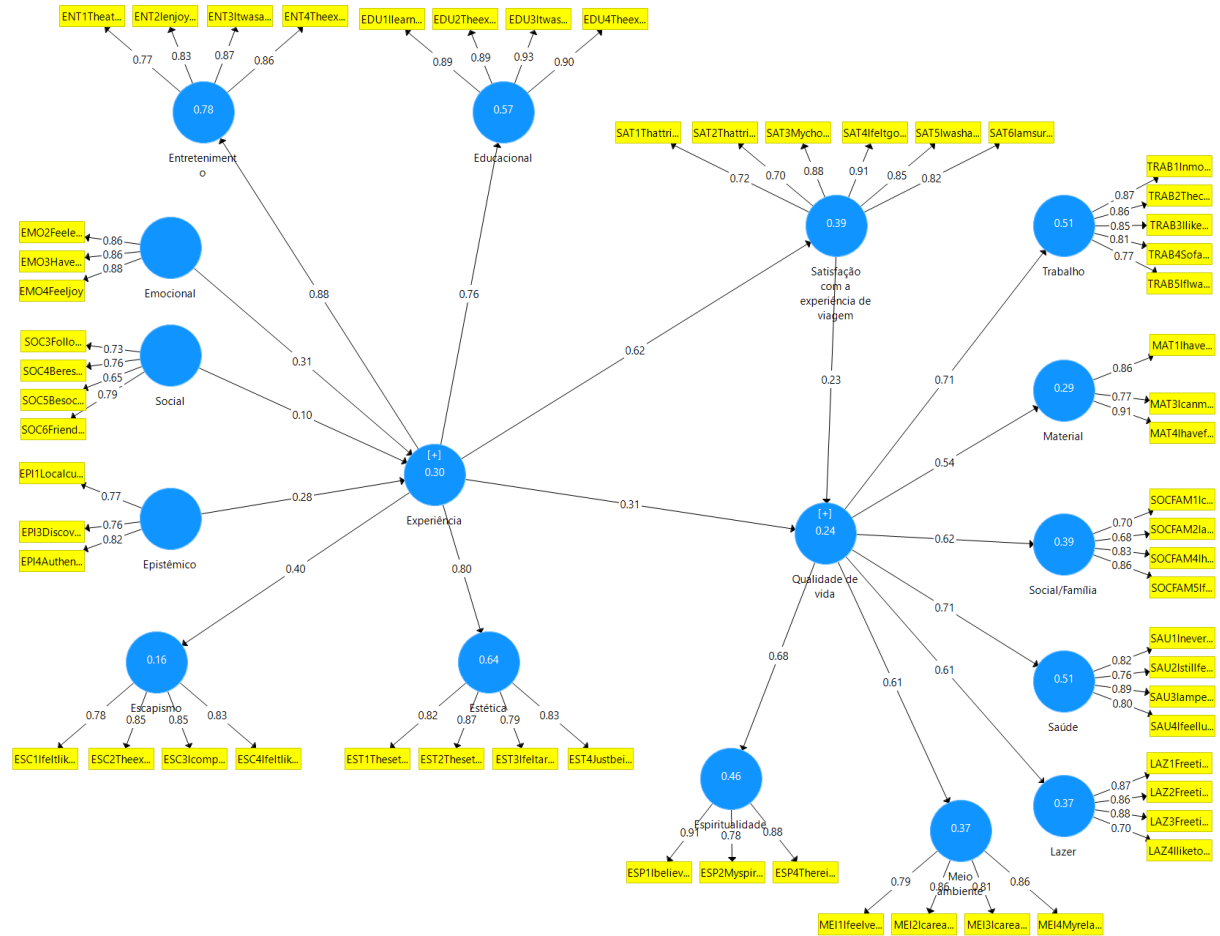 ENT1Theat...
ENT2Ienjoy...
ENT3Itwasa...
ENT4Theex...
0.77
0.83
0.87
0.86
0.78
Entreteniment
o
EDU1Ilearn...
EDU2Theex...
EDU3Itwas...
EDU4Theex...
0.89
0.89
0.93
0.90
0.57
Educacional
SAT1Thattri...
SAT2Thattri...
SAT3Mycho...
SAT4Ifeltgo...
SAT5Iwasha...
SAT6Iamsur...
0.72
0.70
0.88
0.91
0.85
0.82
0.39
Satisfação
com a
experiência de
viagem
EMO2Feele...
EMO3Have...
EMO4Feeljoy
0.86
0.86
0.88
Emocional
SOC3Follo...
SOC4Beres...
SOC5Besoc...
SOC6Friend...
0.73
0.76
0.65
0.79
Social
EPI1Localcu...
EPI3Discov...
EPI4Authen...
0.77
0.76
0.82
Epistêmico
0.88
0.76
0.31
0.10
0.28
0.62
0.31
0.23
0.40
0.80
[+]
0.30
Experiência
[+]
0.24
Qualidade de
vida
0.71
0.54
0.62
0.71
0.61
0.61
0.68
TRAB1Inmo...
TRAB2Thec...
TRAB3Ilike...
TRAB4Sofa...
TRAB5IfIwa...
0.87
0.86
0.85
0.81
0.77
0.51
Trabalho
MAT1Ihave...
MAT3Icanm...
MAT4Ihavef...
0.86
0.77
0.91
0.29
Material
SOCFAM1Ic...
SOCFAM2Ia...
SOCFAM4Ih...
SOCFAM5If...
0.70
0.68
0.83
0.86
0.39
Social/Família
SAU1Inever...
SAU2Istillfe...
SAU3Iampe...
SAU4Ifeellu...
0.82
0.76
0.89
0.80
0.51
Saúde
LAZ1Freeti...
LAZ2Freeti...
LAZ3Freeti...
LAZ4Iliketo...
0.87
0.86
0.88
0.70
0.37
Lazer
0.16
Escapismo
0.78
0.85
0.85
0.83
ESC1Ifeltlik...
ESC2Theex...
ESC3Icomp...
ESC4Ifeltlik...
0.64
Estética
0.82
0.87
0.79
0.83
EST1Theset...
EST2Theset...
EST3Ifeltar...
EST4Justbei...
0.46
Espiritualidade
0.91
0.78
0.88
ESP1Ibeliev...
ESP2Myspir...
ESP4Therei...
0.37
Meio
ambiente
0.79
0.86
0.81
0.86
MEI1Ifeelve...
MEI2Icarea...
MEI3Icarea...
MEI4Myrela...